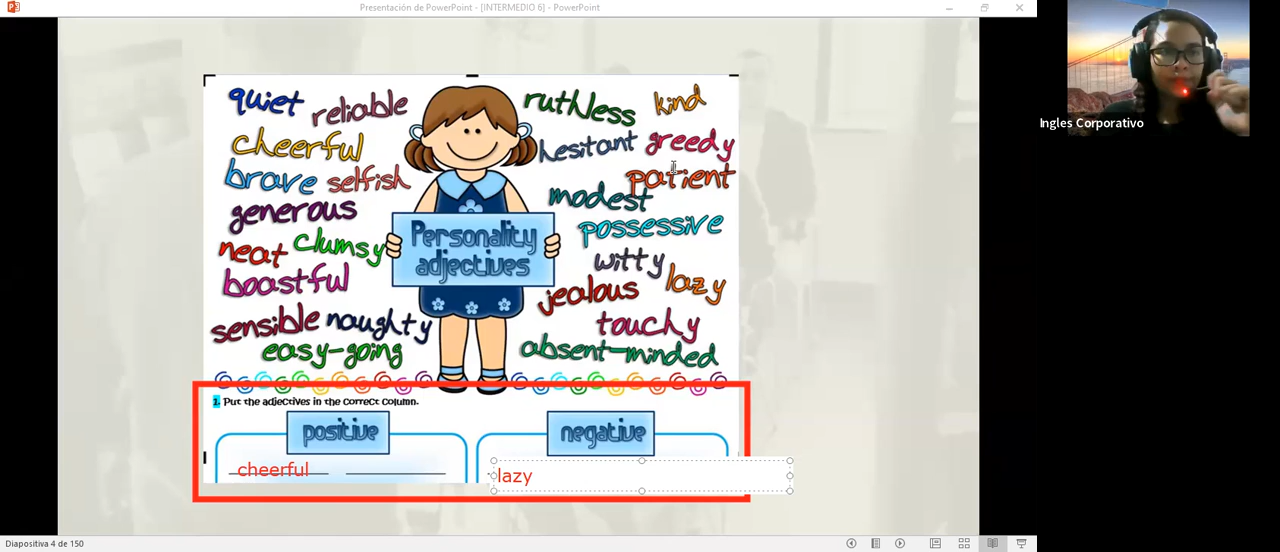 Presentación de PowerPoint - [INTERMEDIO 6] - PowerPoint
Ingles Corporativo
quiet reliable ruthless kind
cheerful hesitant greedy
brave selfish patient
generous modest
possessive
neat clumsy Personality witty
boastful adjectives jealous lazy
sensible naughty touchy
easy-going absent-minded
1. Put the adjectives in the correct column.
positive negative
cheerful lazy
Diapositiva 4 de 150